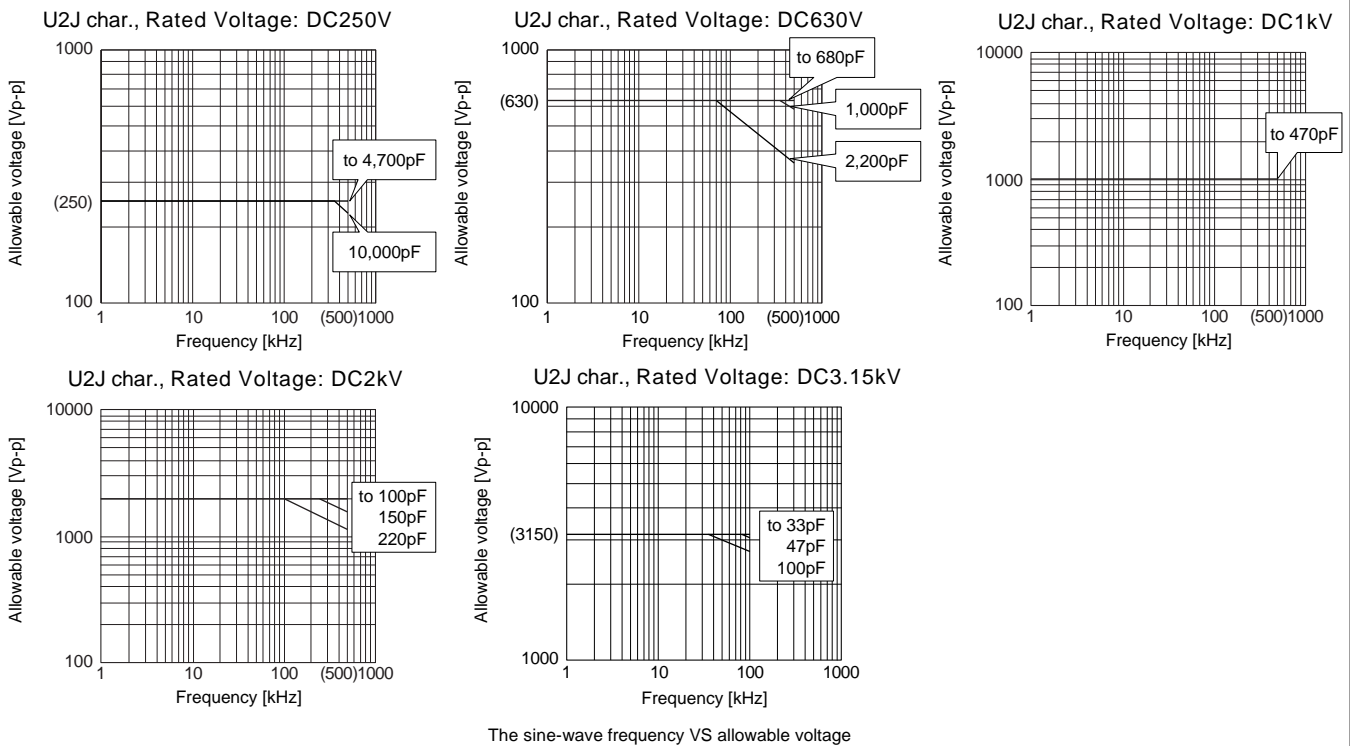 U2J char., Rated Voltage: DC250V
Allowable voltage [Vp-p]
1000
(250)
100
to 4,700pF
10,000pF
1 10 100 (500)1000
Frequency [kHz]
U2J char., Rated Voltage: DC630V
Allowable voltage [Vp-p]
1000
(630)
100
to 680pF
1,000pF
2,200pF
1 10 100 (500)1000
Frequency [kHz]
U2J char., Rated Voltage: DC1kV
Allowable voltage [Vp-p]
10000
1000
100
to 470pF
1 10 100 (500)1000
Frequency [kHz]
U2J char., Rated Voltage: DC2kV
Allowable voltage [Vp-p]
10000
1000
100
to 100pF
150pF
220pF
1 10 100 (500)1000
Frequency [kHz]
U2J char., Rated Voltage: DC3.15kV
Allowable voltage [Vp-p]
10000
(3150)
1000
to 33pF
47pF
100pF
1 10 100 1000
Frequency [kHz]
The sine-wave frequency VS allowable voltage